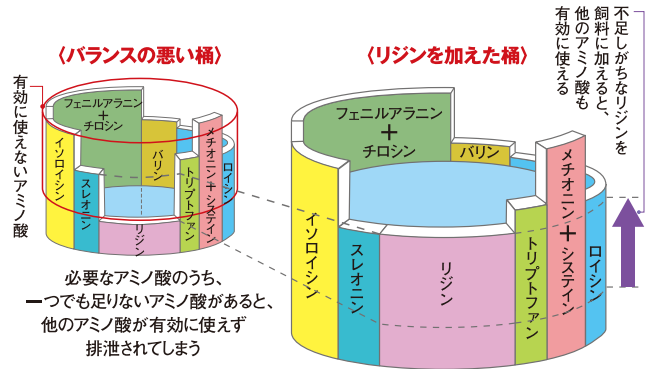 〈バランスの悪い桶〉
有効に使えないアミノ酸
フェニルアラニン
+
チロシン
イソロイシン
スレオニン
リジン
バリン
トリプトファン
メチオニン+システイン
ロイシン
必要なアミノ酸のうち、
一つでも足りないアミノ酸があると、
他のアミノ酸が有効に使えず
排泄されてしまう
〈リジンを加えた桶〉
フェニルアラニン
+
チロシン
イソロイシン
スレオニン
リジン
バリン
トリプトファン
メチオニン+システイン
ロイシン
不足しがちなリジンを
飼料に加えると、
他のアミノ酸も
有効に使える